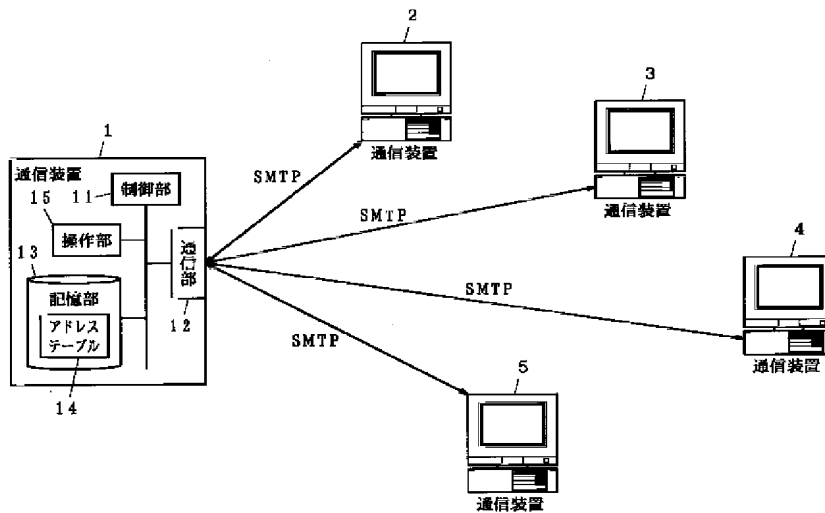 1
通信装置
11
制御部
15
操作部
13
記憶部
アドレス
テーブル
14
通信部
12
SMTP
SMTP
SMTP
SMTP
2
通信装置
3
通信装置
4
通信装置
5
通信装置